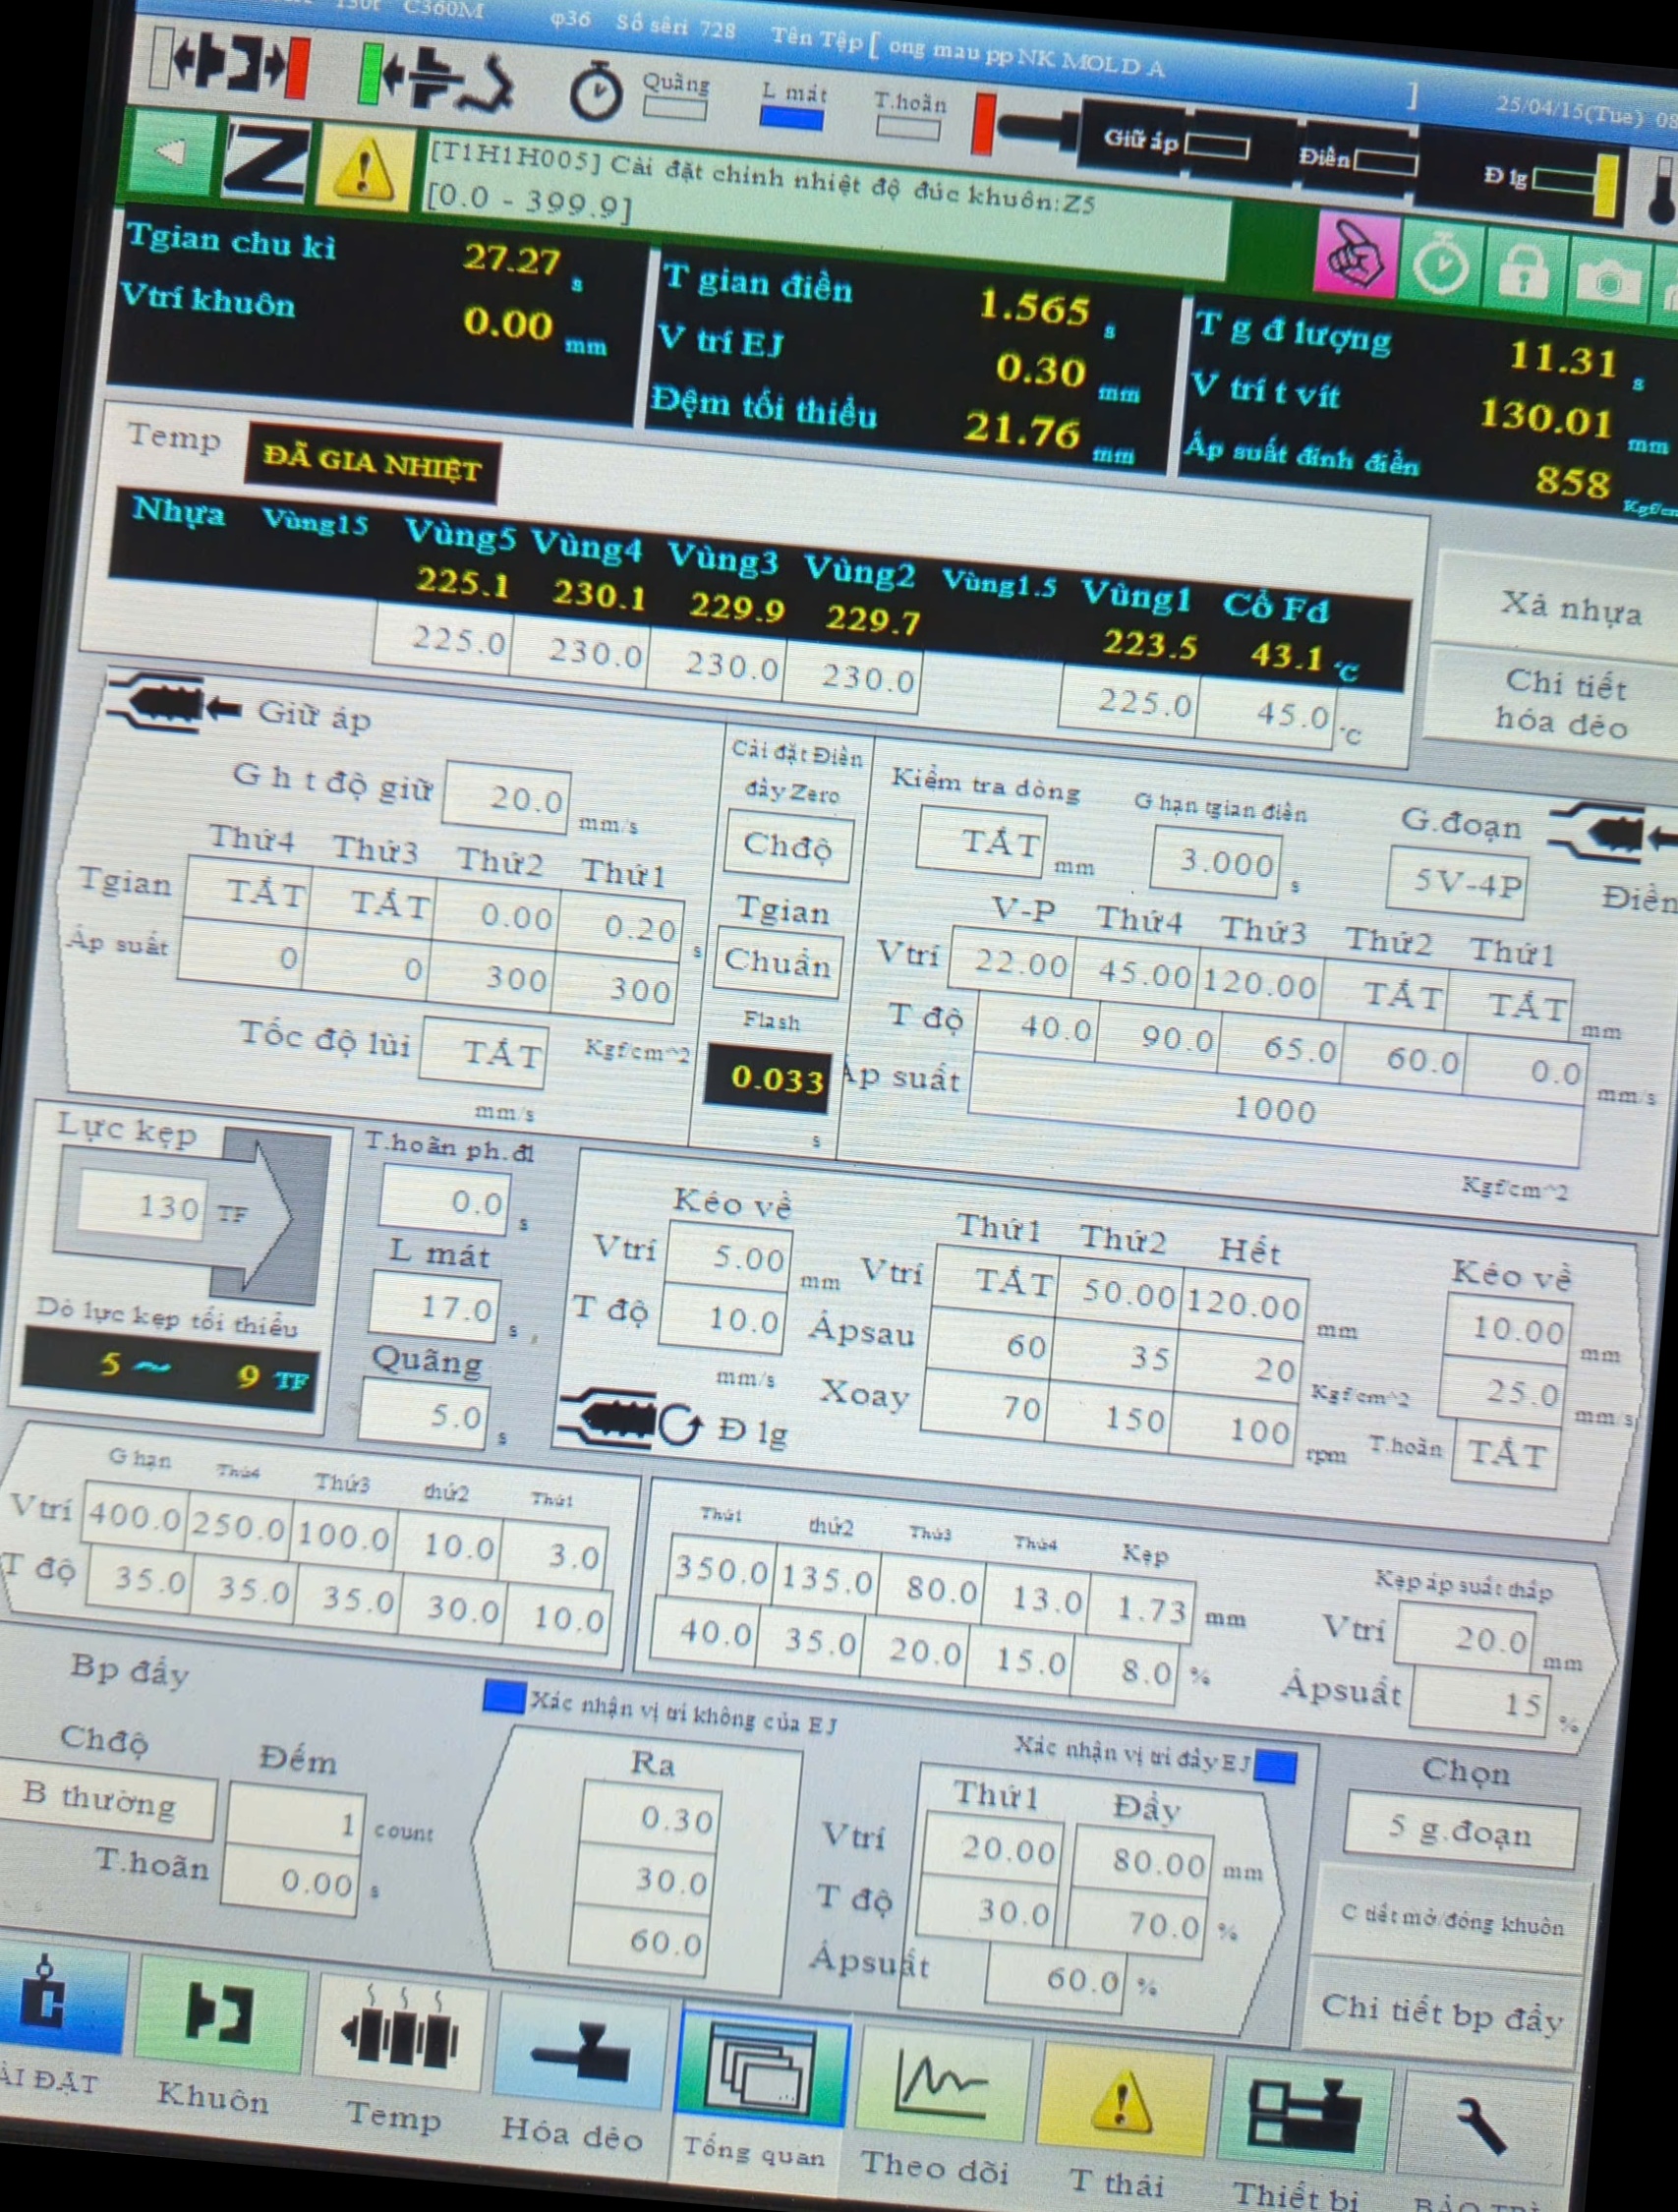 130t C360M φ36 Số sêri 728 Tên Tệp [ ong mau pp NK MOLD A ] 25/04/15(Tue) 08
Quãng L mát T.hoãn Giữ áp Điền Đ lg
[T1H1H005] Cài đặt chỉnh nhiệt độ đúc khuôn:Z5
[0.0 - 399.9]
Tgian chu kì 27.27 s
Vtrí khuôn 0.00 mm
T gian điền 1.565 s
V trí EJ 0.30 mm
Đệm tối thiểu 21.76 mm
T g đ lượng 11.31 s
V trí t vít 130.01 mm
Áp suất đỉnh điền 858 Kgf/cm
Temp ĐÃ GIA NHIỆT
Nhựa Vùng15 Vùng5 Vùng4 Vùng3 Vùng2 Vùng1.5 Vùng1 Cổ Fd
225.1 230.1 229.9 229.7 223.5 43.1 °C
225.0 230.0 230.0 230.0 225.0 45.0 °C
Xả nhựa
Chi tiết
hóa dẻo
Giữ áp
G h t độ giữ 20.0 mm/s
Thứ4 Thứ3 Thứ2 Thứ1
Tgian TẮT TẮT 0.00 0.20 s
Áp suất 0 0 300 300
Kgf/cm^2
Tốc độ lùi TẮT
mm/s
Cài đặt Điền
đầy Zero
Chđộ
Tgian
Chuẩn
Flash
0.033
s
Kiểm tra dòng G hạn tgian điền G.đoạn
TẮT mm 3.000 s 5V-4P Điền
V-P Thứ4 Thứ3 Thứ2 Thứ1
Vtrí 22.00 45.00 120.00 TẮT TẮT mm
T độ 40.0 90.0 65.0 60.0 0.0 mm/s
Áp suất 1000
Kgf/cm^2
Lực kẹp
130 TF
Dò lực kẹp tối thiểu
5 ~ 9 TF
T.hoãn ph.đl
0.0 s
L mát
17.0 s
Quãng
5.0 s
Kéo về
Vtrí 5.00 mm
T độ 10.0
mm/s
Đ lg
Thứ1 Thứ2 Hết
Vtrí TẮT 50.00 120.00 mm
Ápsau 60 35 20 Kgf/cm^2
Xoay 70 150 100 rpm
Kéo về
10.00 mm
25.0 mm/s
T.hoãn TẮT
G hạn Thứ4 Thứ3 thứ2 Thứ1
Vtrí 400.0 250.0 100.0 10.0 3.0
T độ 35.0 35.0 35.0 30.0 10.0
Thứ1 thứ2 Thứ3 Thứ4 Kẹp
350.0 135.0 80.0 13.0 1.73 mm
40.0 35.0 20.0 15.0 8.0 %
Kẹp áp suất thấp
Vtrí 20.0 mm
Ápsuất 15 %
Bp đẩy
Chđộ Đếm
B thường 1 count
T.hoãn 0.00 s
Xác nhận vị trí không của EJ
Ra
0.30
30.0
60.0
Xác nhận vị trí đẩy EJ
Thứ1 Đẩy
Vtrí 20.00 80.00 mm
T độ 30.0 70.0 %
Ápsuất 60.0 %
Chọn
5 g.đoạn
C tiết mở/đóng khuôn
Chi tiết bp đẩy
ÀI ĐẶT Khuôn Temp Hóa dẻo Tổng quan Theo dõi T thái Thiết bị BẢO TRÌ